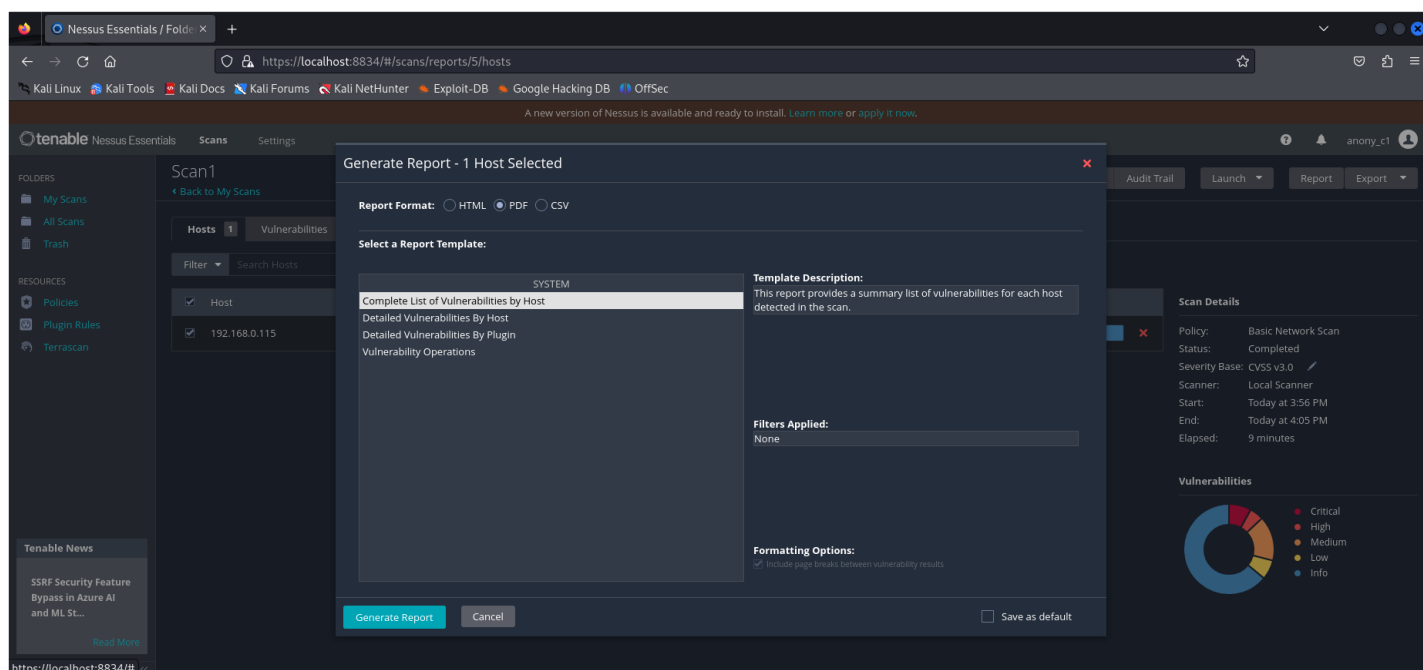 Nessus Essentials / Folde
https://localhost:8834/#/scans/reports/5/hosts
Kali Linux Kali Tools Kali Docs Kali Forums Kali NetHunter Exploit-DB Google Hacking DB OffSec
A new version of Nessus is available and ready to install. Learn more or apply it now.
tenable Nessus Essentials Scans Settings anony_c1
Generate Report - 1 Host Selected
FOLDERS
My Scans
All Scans
Trash
RESOURCES
Policies
Plugin Rules
Terrascan
Scan1
Back to My Scans
Audit Trail Launch Report Export
Hosts 1 Vulnerabilities
Filter Search Hosts
Host
192.168.0.115
Report Format: HTML PDF CSV
Select a Report Template:
SYSTEM
Complete List of Vulnerabilities by Host
Detailed Vulnerabilities By Host
Detailed Vulnerabilities By Plugin
Vulnerability Operations
Template Description:
This report provides a summary list of vulnerabilities for each host
detected in the scan.
Filters Applied:
None
Formatting Options:
Include page breaks between vulnerability results
Generate Report Cancel Save as default
Scan Details
Policy: Basic Network Scan
Status: Completed
Severity Base: CVSS v3.0
Scanner: Local Scanner
Start: Today at 3:56 PM
End: Today at 4:05 PM
Elapsed: 9 minutes
Vulnerabilities
Critical
High
Medium
Low
Info
Tenable News
SSRF Security Feature
Bypass in Azure AI
and ML St...
Read More
https://localhost:8834/#